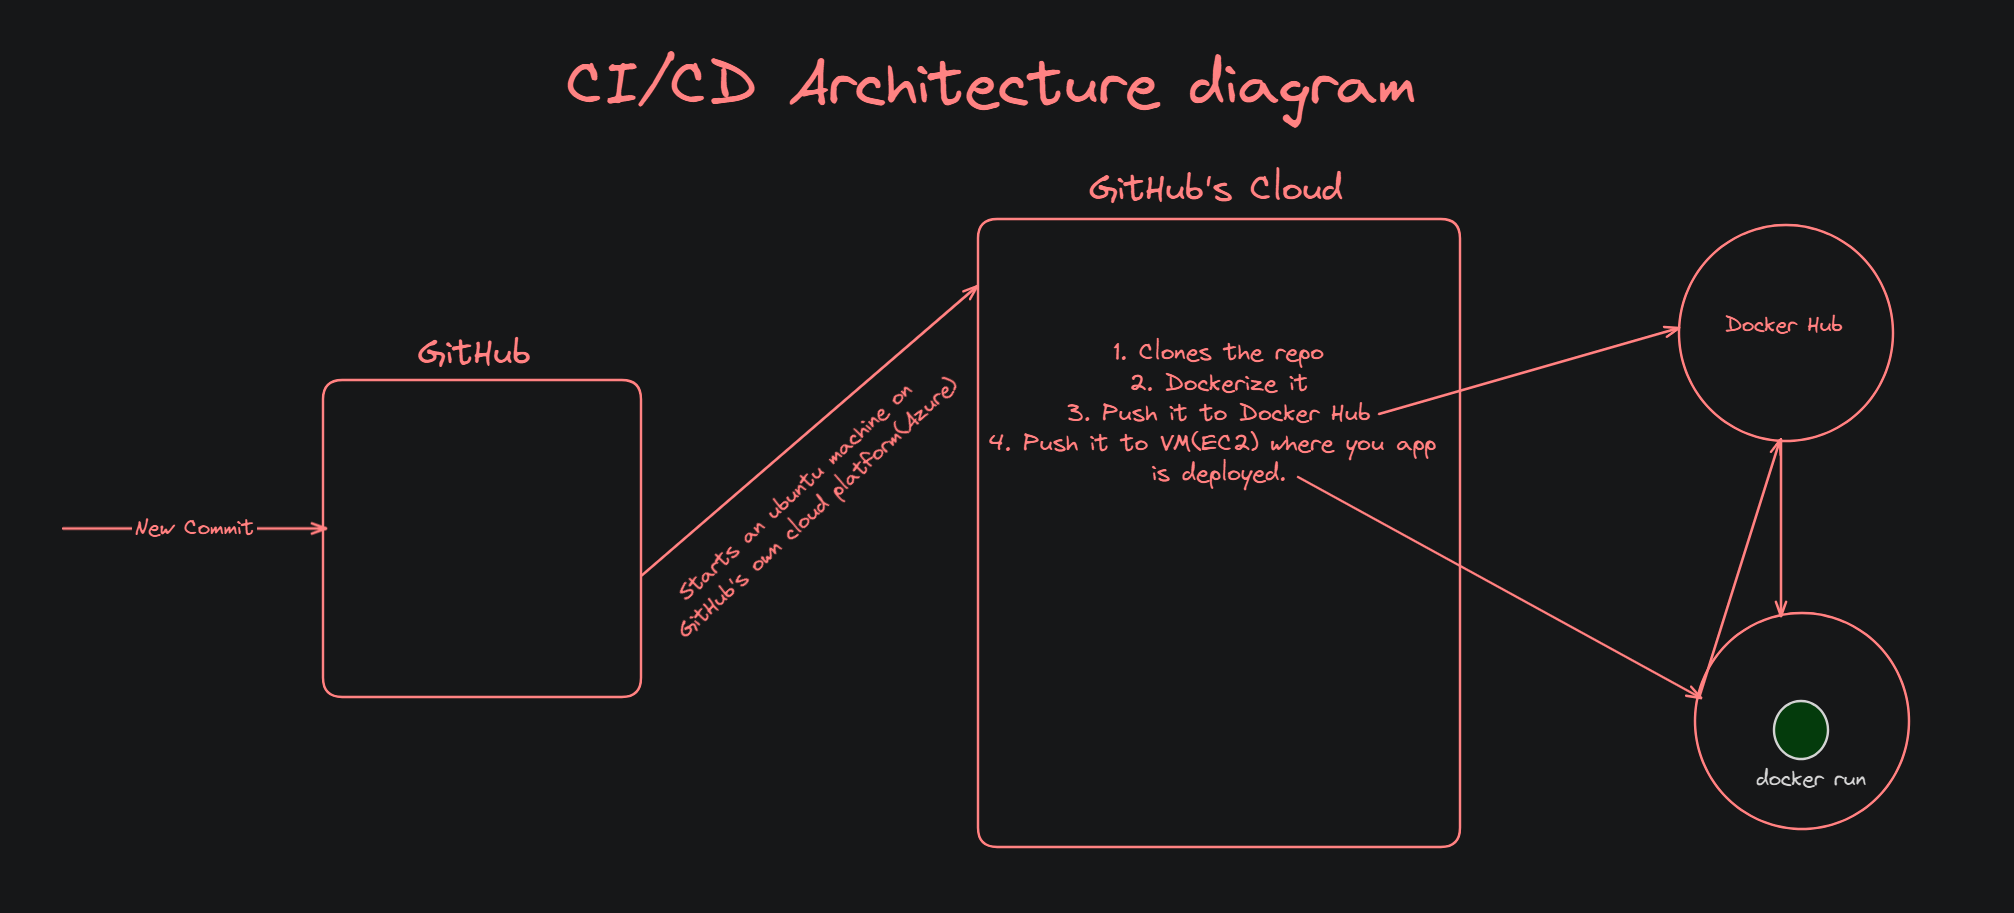 CI/CD Architecture diagram
GitHub's Cloud
GitHub
New Commit
Starts an ubuntu machine on
GitHub's own cloud platform(Azure)
1. Clones the repo
2. Dockerize it
3. Push it to Docker Hub
4. Push it to VM(EC2) where you app
is deployed.
Docker Hub
docker run